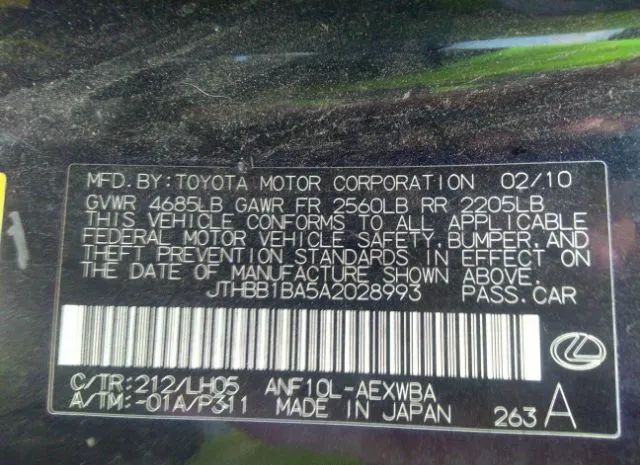 MFD.BY:TOYOTA MOTOR CORPORATION 02/10
GVWR 4685LB GAWR FR 2560LB RR 2205LB
THIS VEHICLE CONFORMS TO ALL APPLICABLE
FEDERAL MOTOR VEHICLE SAFETY,BUMPER,AND
THEFT PREVENTION STANDARDS IN EFFECT ON
THE DATE OF MANUFACTURE SHOWN ABOVE.
JTHBB1BA5A2028993 PASS.CAR
C/TR:212/LH05 ANF10L-AEXWBA
A/TM:-01A/P311 MADE IN JAPAN 263 A